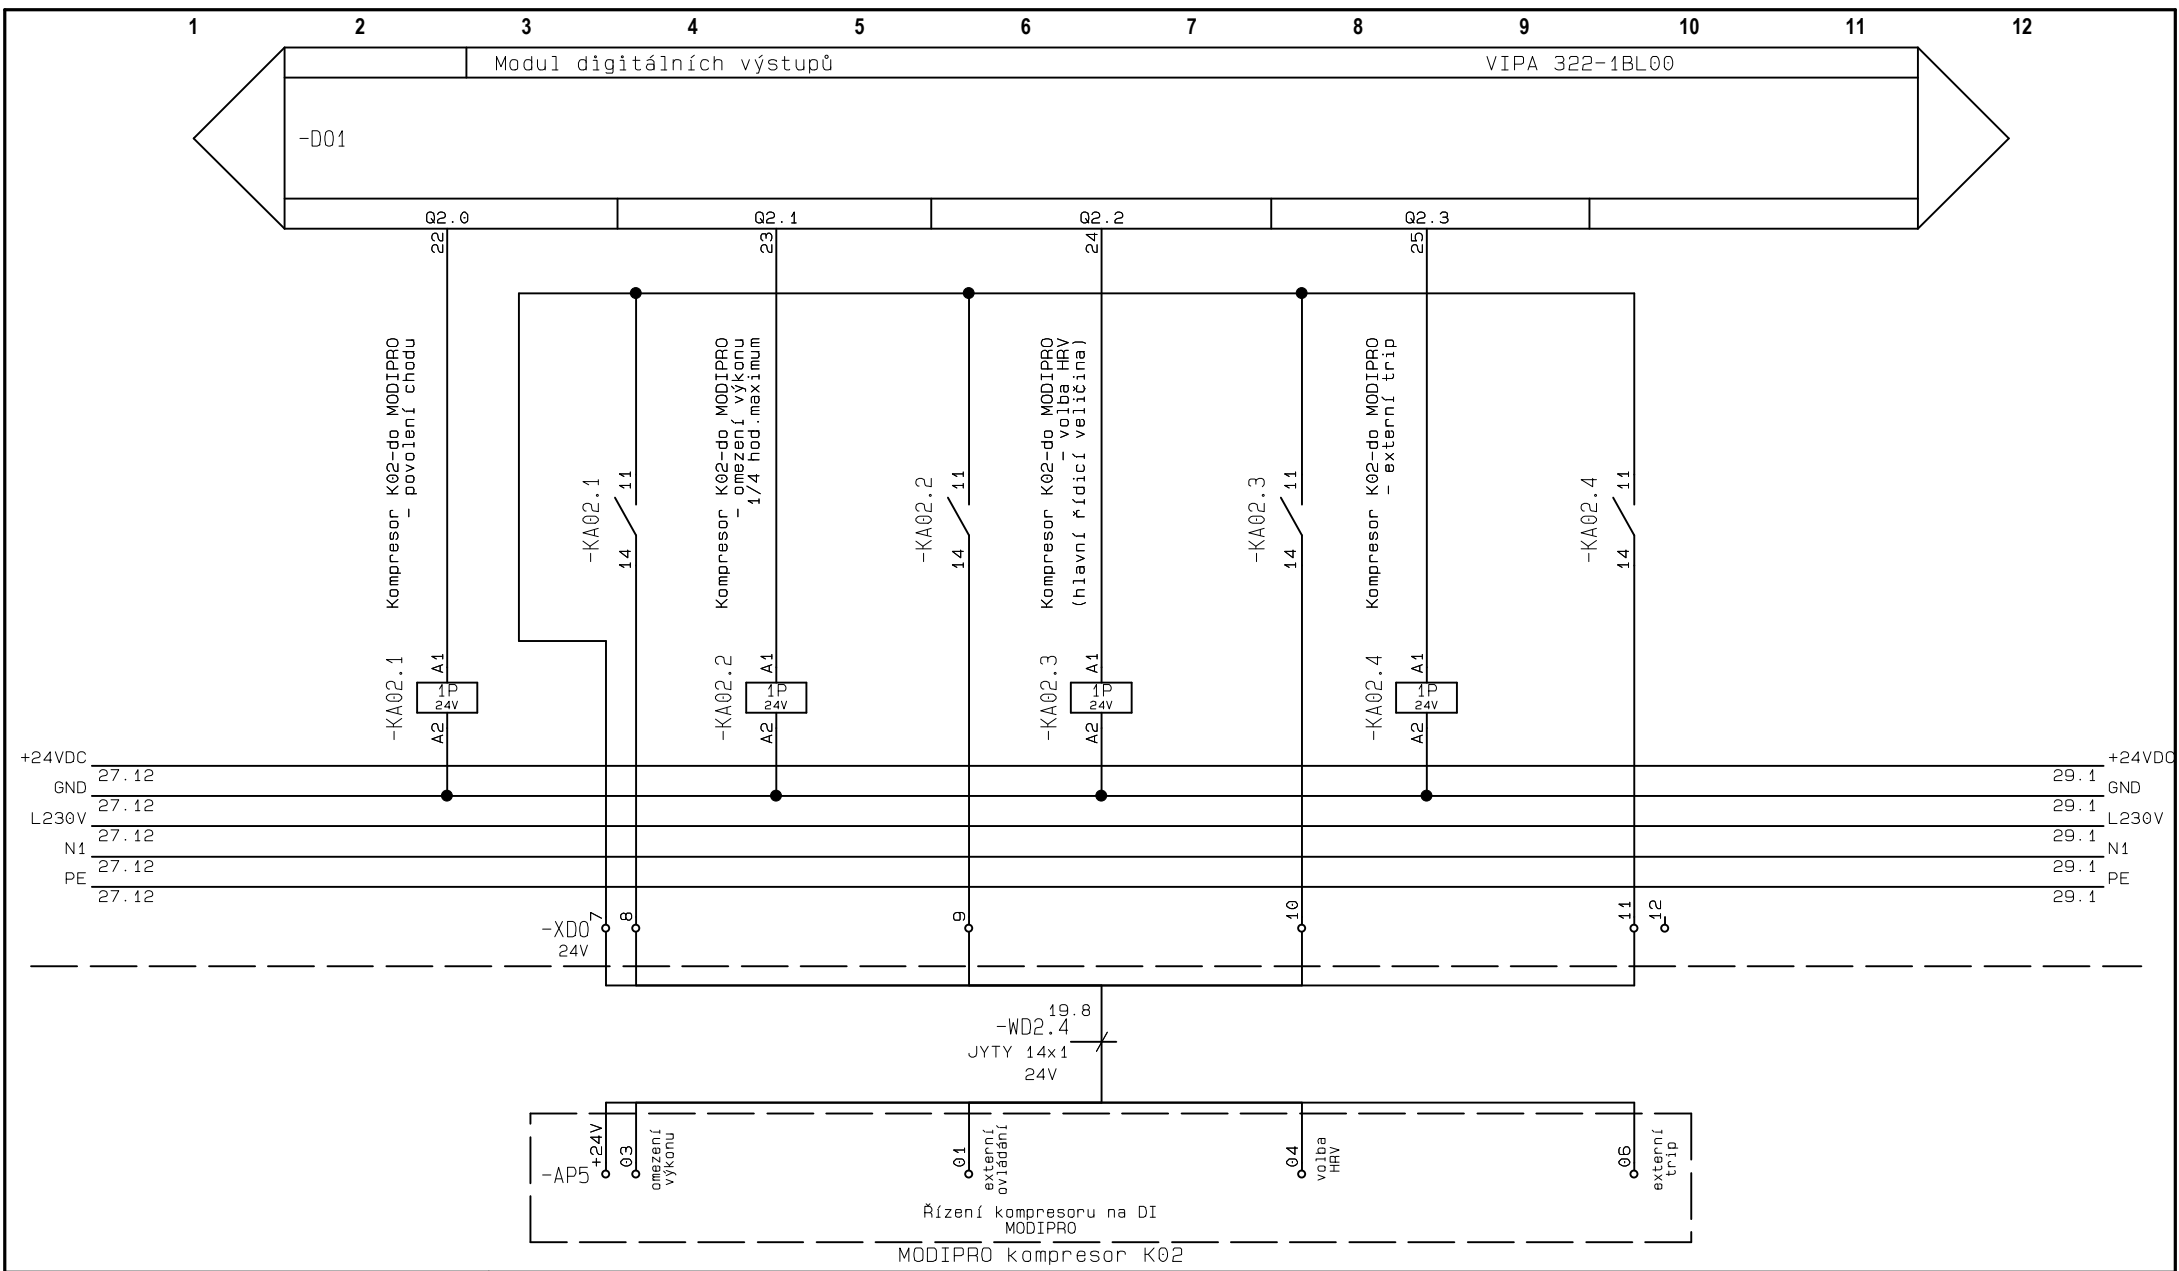 1 2 3 4 5 6 7 8 9 10 11 12
Modul digitálních výstupů
VIPA 322-1BL00
-DO1
Q2.0
Q2.1
Q2.2
Q2.3
22
23
24
25
Kompresor K02-do MODIPRO
- povolení chodu
Kompresor K02-do MODIPRO
- omezení výkonu
1/4 hod.maximum
Kompresor K02-do MODIPRO
- volba HRV
(hlavní řídící veličina)
Kompresor K02-do MODIPRO
- externí trip
-KA02.1
11
14
-KA02.2
11
14
-KA02.3
11
14
-KA02.4
11
14
-KA02.1
A1
1P
24V
A2
-KA02.2
A1
1P
24V
A2
-KA02.3
A1
1P
24V
A2
-KA02.4
A1
1P
24V
A2
+24VDC
27.12
29.1
+24VDC
GND
27.12
29.1
GND
L230V
27.12
29.1
L230V
N1
27.12
29.1
N1
PE
27.12
29.1
PE
-XDO
24V
7
8
9
10
11
12
19.8
-WD2.4
JYTY 14x1
24V
-AP5
+24V
03
omezení
výkonu
01
externí
ovládání
04
volba
HRV
06
externí
trip
Řízení kompresoru na DI
MODIPRO
MODIPRO kompresor K02